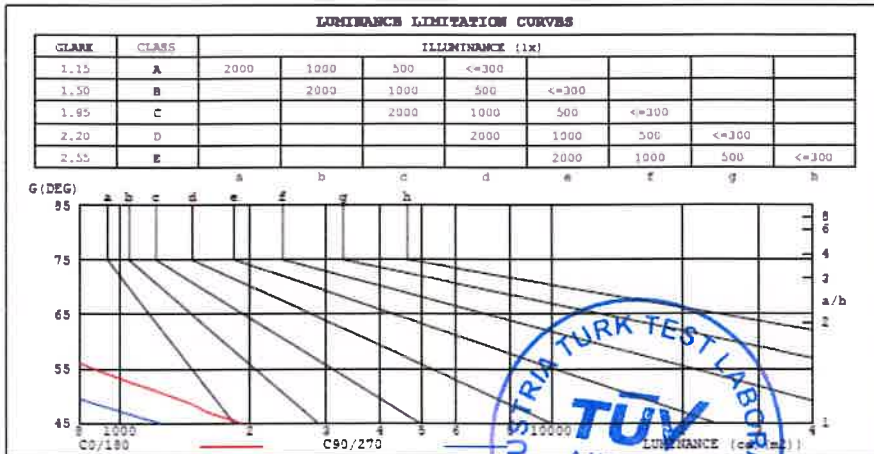 LUMINANCE LIMITATION CURVES
GLARE CLASS ILLUMINANCE (lx)
1.15 A 2000 1000 500 <=300
1.50 B 2000 1000 500 <=300
1.85 C 2000 1000 500 <=300
2.20 D 2000 1000 500 <=300
2.55 E 2000 1000 500 <=300
a b c d e f g h
G(DEG)
a b c d e f g h
85 8
6
75 4
3
65 a/h
2
55
45 1
8 1000 2 3 4 5 6 10000 2 3 4
C0/180 C90/270 LUMINANCE
USTRIA TURK TEST LABORA
TÜV